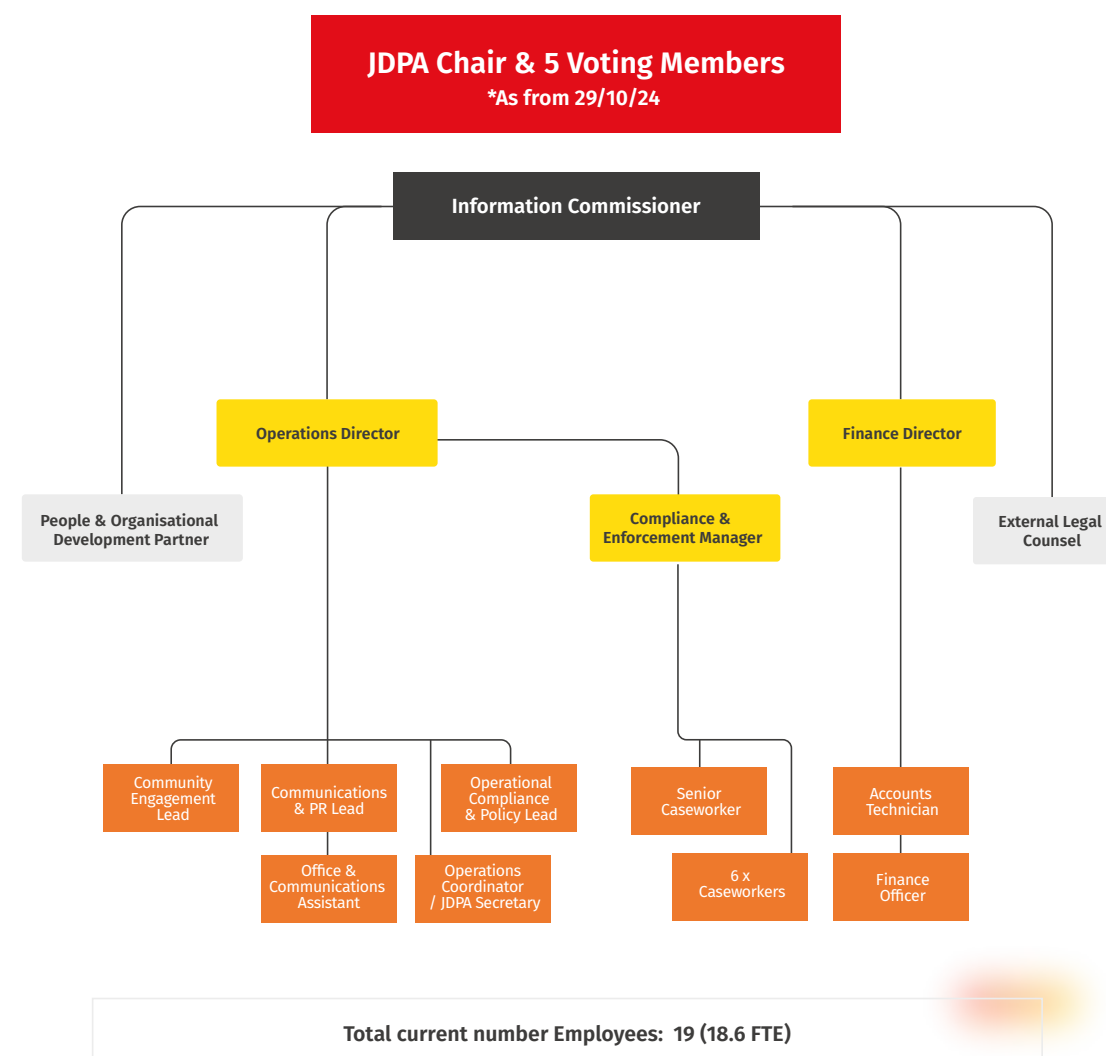 JDPA Chair & 5 Voting Members
*As from 29/10/24
Information Commissioner
Operations Director
Finance Director
People & Organisational
Development Partner
Compliance &
Enforcement Manager
External Legal
Counsel
Community
Engagement
Lead
Communications
& PR Lead
Operational
Compliance
& Policy Lead
Senior
Caseworker
Accounts
Technician
Office &
Communications
Assistant
Operations
Coordinator
/ JDPA Secretary
6 x
Caseworkers
Finance
Officer
Total current number Employees: 19 (18.6 FTE)